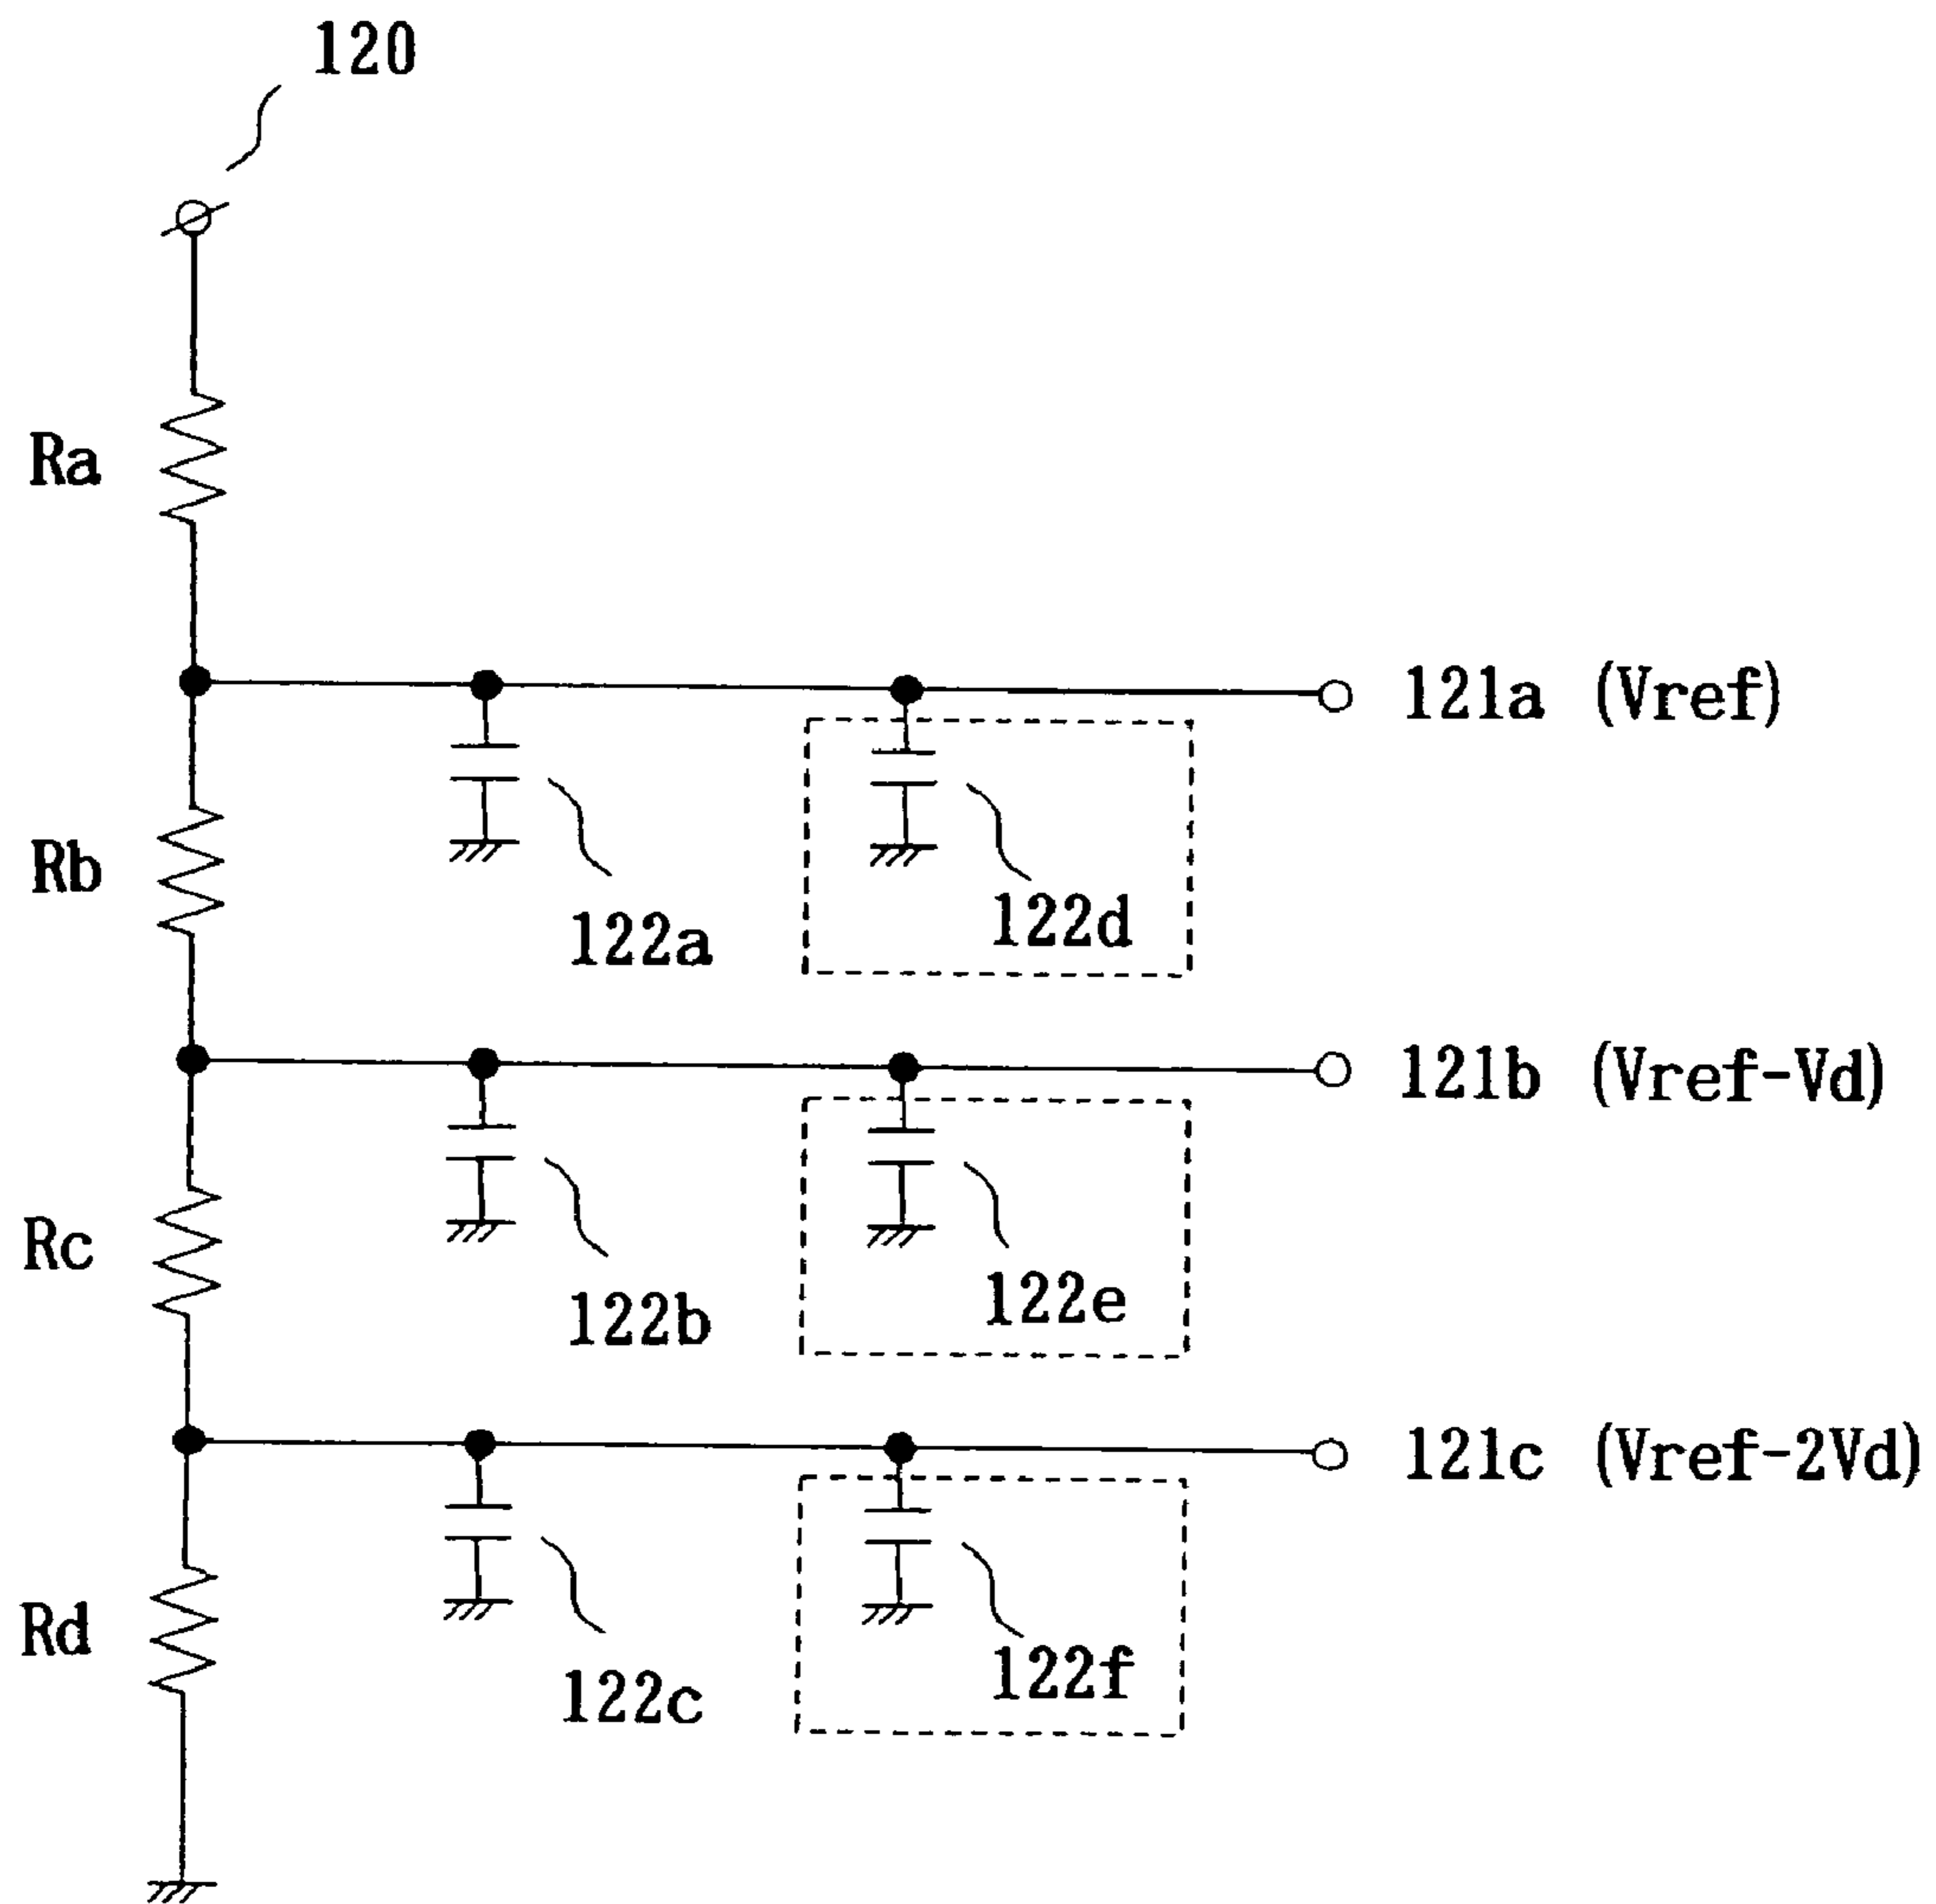 120
Ra
121a (Vref)
Rb
122a
122d
121b (Vref-Vd)
Rc
122b
122e
121c (Vref-2Vd)
Rd
122c
122f